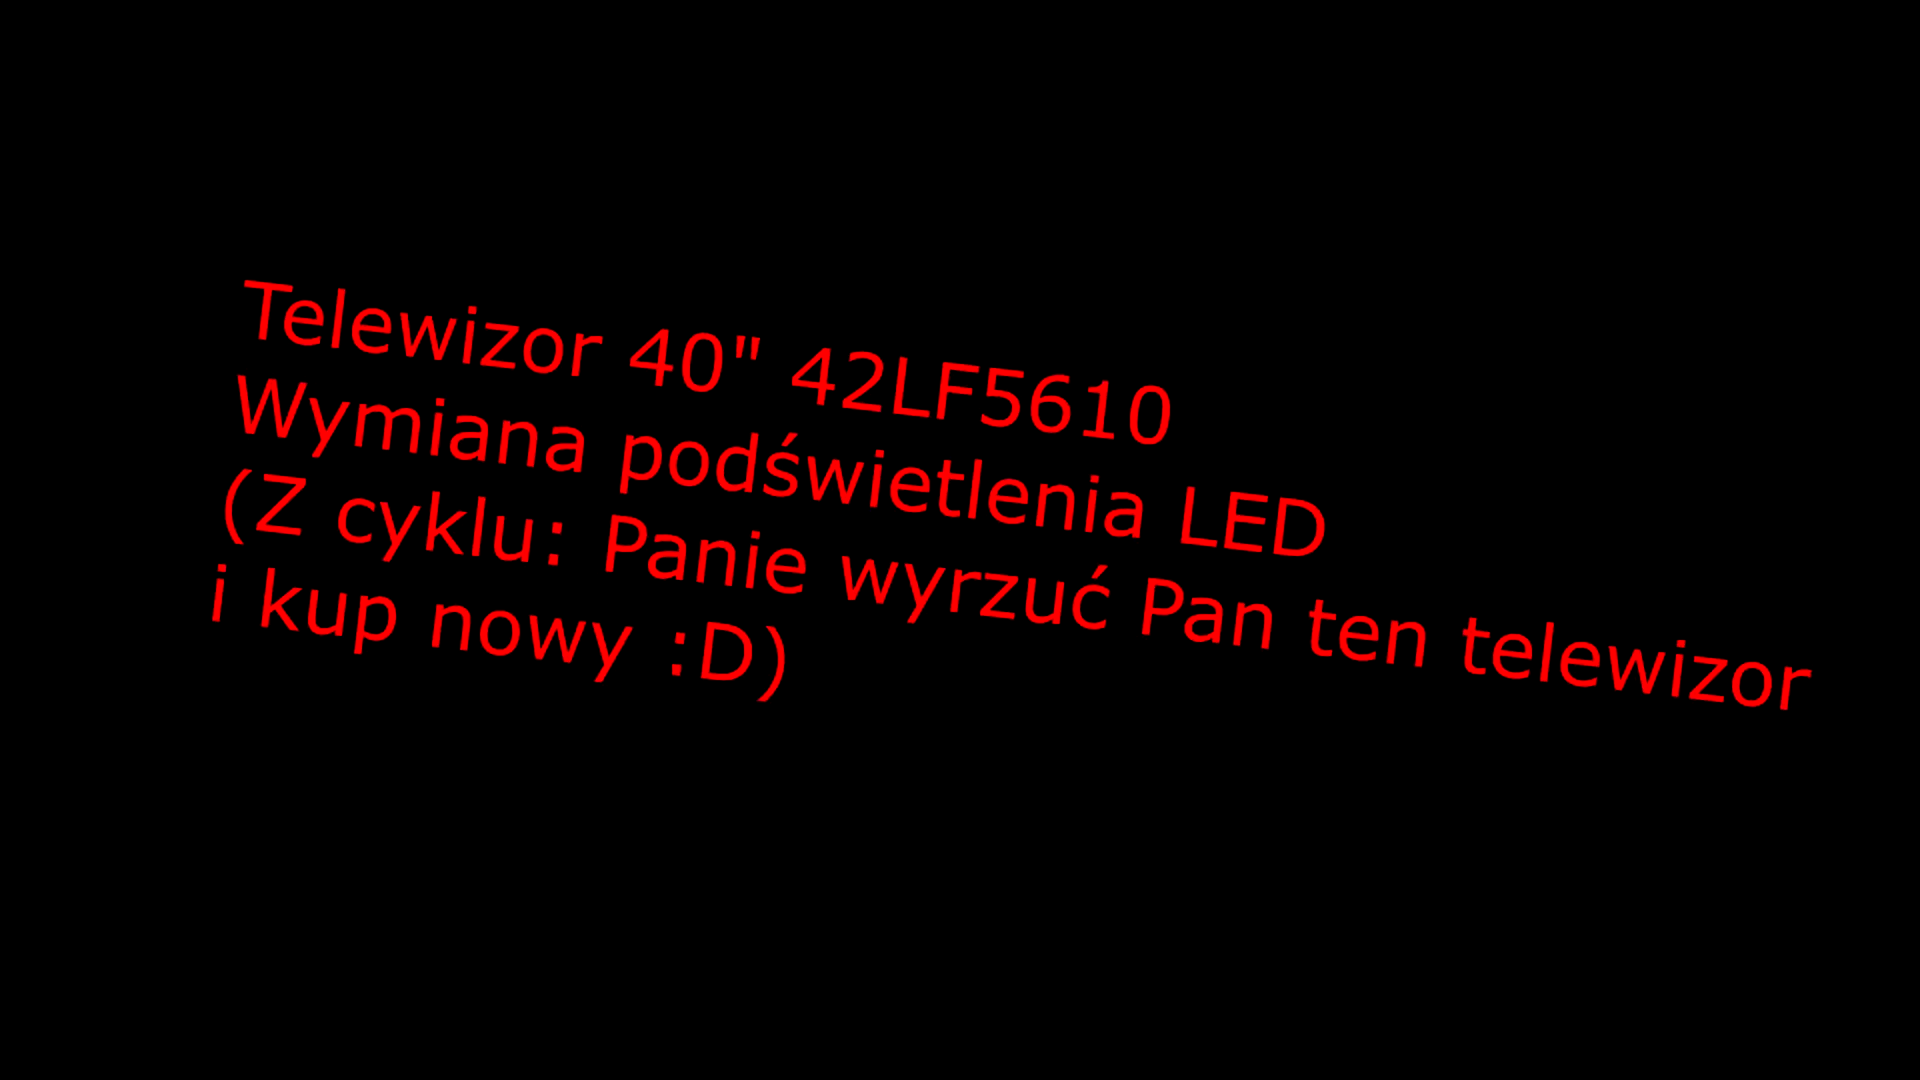 Telewizor 40" 42LF5610
Wymiana podświetlenia LED
(Z cyklu: Panie wyrzuć Pan ten telewizor
i kup nowy :D)